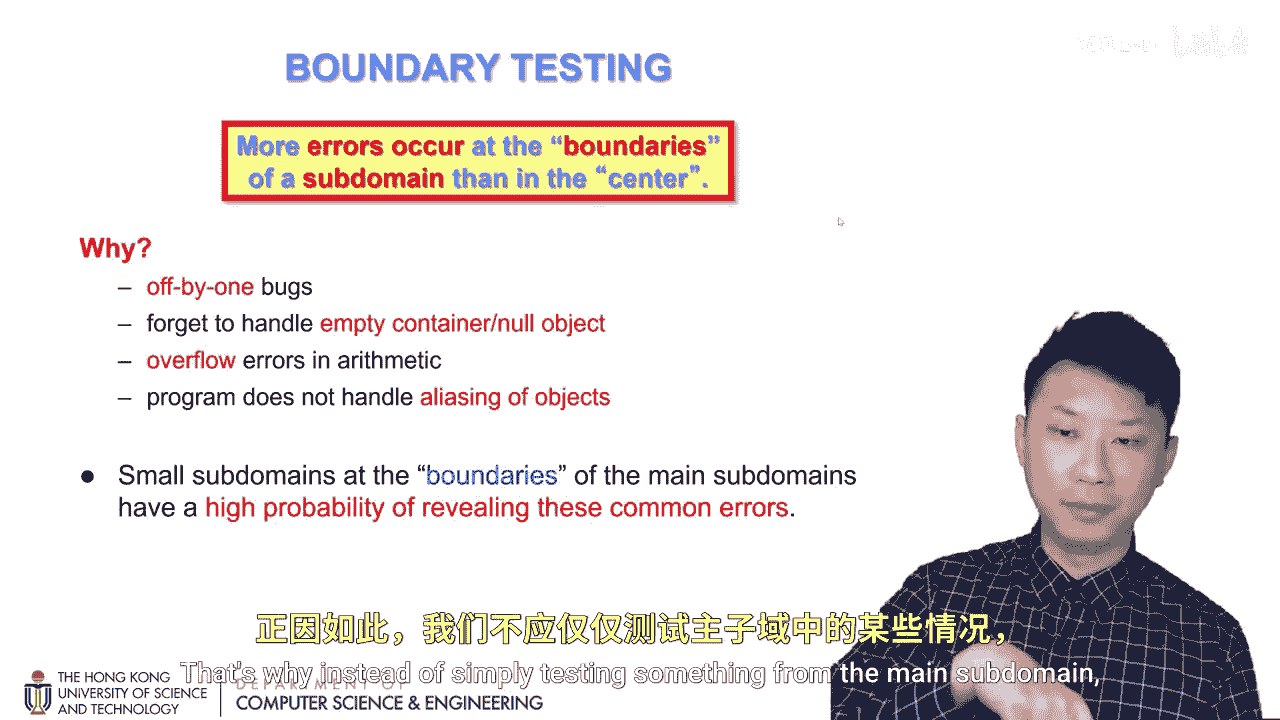 BOUNDARY TESTING
More errors occur at the “boundaries”
of a subdomain than in the “center”.
Why?
– off-by-one bugs
– forget to handle empty container/null object
– overflow errors in arithmetic
– program does not handle aliasing of objects
● Small subdomains at the “boundaries” of the main subdomains
have a high probability of revealing these common errors.
正因如此，我们不应仅仅测试主子域中的某些情况，
That's why instead of simply testing something from the main subdomain,
THE HONG KONG
UNIVERSITY OF SCIENCE
AND TECHNOLOGY
DEPARTMENT OF
COMPUTER SCIENCE & ENGINEERING